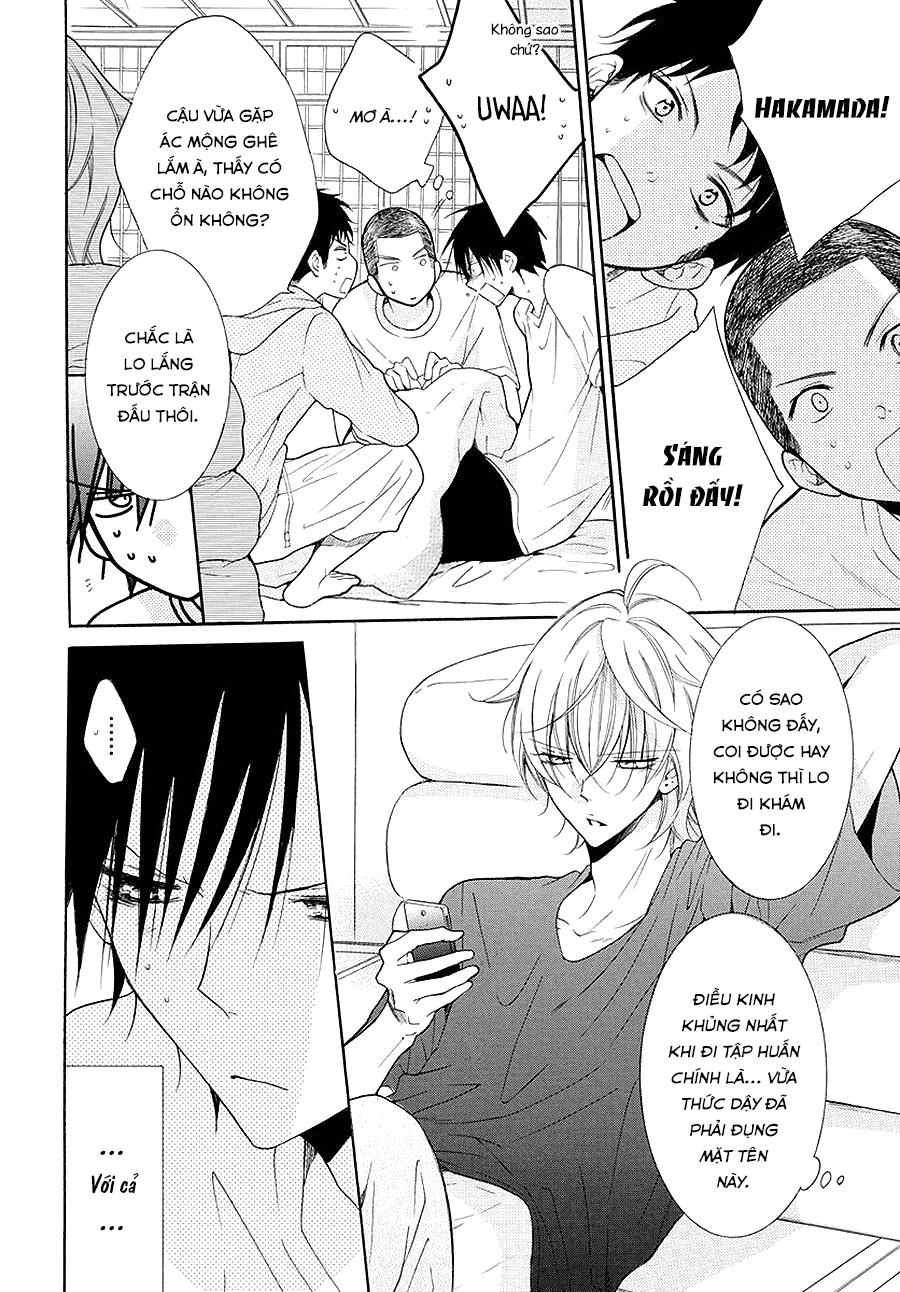 HAKAMADA!
SÁNG
RỒI ĐẤY!
Không sao
chứ?
UWAA!
MƠ À...!
CẬU VỪA GẶP
ÁC MỘNG GHÊ
LẮM À, THẤY CÓ
CHỖ NÀO KHÔNG
ỔN KHÔNG?
CHẮC LÀ
LO LẮNG
TRƯỚC TRẬN
ĐẤU THÔI.
CÓ SAO
KHÔNG ĐẤY,
COI ĐƯỢC HAY
KHÔNG THÌ LO
ĐI KHÁM
ĐI.
ĐIỀU KINH
KHỦNG NHẤT
KHI ĐI TẬP HUẤN
CHÍNH LÀ... VỪA
THỨC DẬY ĐÃ
PHẢI ĐỤNG
MẶT TÊN
NÀY.
......
...
Với cả
...